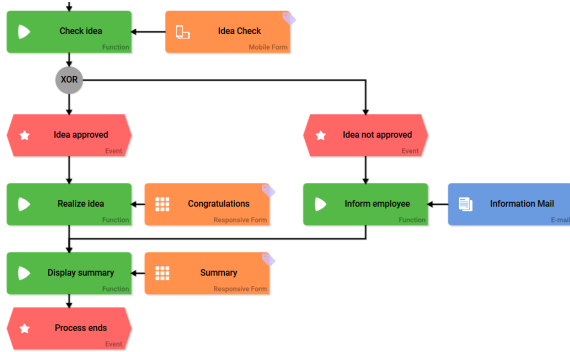 Check idea
Function
Idea Check
Mobile Form
XOR
Idea approved
Event
Idea not approved
Event
Realize idea
Function
Congratulations
Responsive Form
Inform employee
Function
Information Mail
E-mail
Display summary
Function
Summary
Responsive Form
Process ends
Event